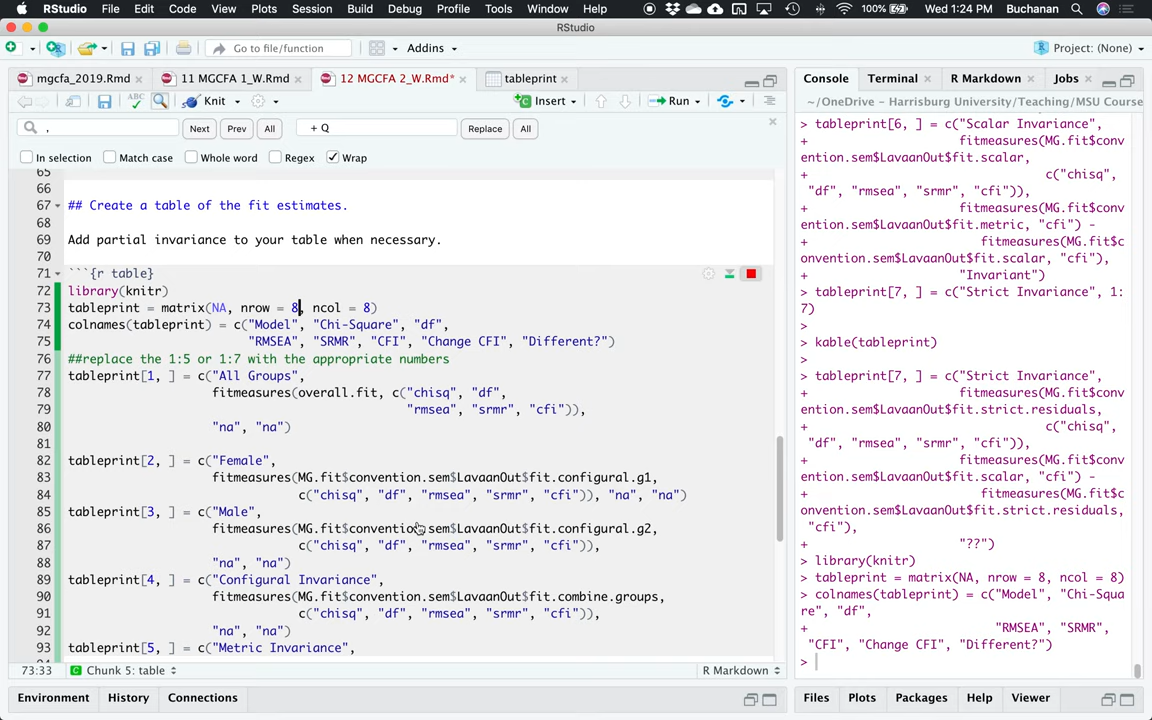 RStudio File Edit Code View Plots Session Build Debug Profile Tools Window Help 100% Wed 1:24 PM Buchanan
RStudio
Go to file/function Addins Project: (None)
mgcfa_2019.Rmd 11 MGCFA 1_W.Rmd 12 MGCFA 2_W.Rmd* tableprint
ABC Knit Insert Run
, Next Prev All + Q Replace All
In selection Match case Whole word Regex Wrap
65
66
67 ## Create a table of the fit estimates.
68
69 Add partial invariance to your table when necessary.
70
71 ```{r table}
72 library(knitr)
73 tableprint = matrix(NA, nrow = 8, ncol = 8)
74 colnames(tableprint) = c("Model", "Chi-Square", "df",
75 "RMSEA", "SRMR", "CFI", "Change CFI", "Different?")
76 ##replace the 1:5 or 1:7 with the appropriate numbers
77 tableprint[1, ] = c("All Groups",
78 fitmeasures(overall.fit, c("chisq", "df",
79 "rmsea", "srmr", "cfi")),
80 "na", "na")
81
82 tableprint[2, ] = c("Female",
83 fitmeasures(MG.fit$convention.sem$LavaanOut$fit.configural.g1,
84 c("chisq", "df", "rmsea", "srmr", "cfi")), "na", "na")
85 tableprint[3, ] = c("Male",
86 fitmeasures(MG.fit$convention.sem$LavaanOut$fit.configural.g2,
87 c("chisq", "df", "rmsea", "srmr", "cfi")),
88 "na", "na")
89 tableprint[4, ] = c("Configural Invariance",
90 fitmeasures(MG.fit$convention.sem$LavaanOut$fit.combine.groups,
91 c("chisq", "df", "rmsea", "srmr", "cfi")),
92 "na", "na")
93 tableprint[5, ] = c("Metric Invariance",
73:33 Chunk 5: table R Markdown
Environment History Connections
Console Terminal R Markdown Jobs
~/OneDrive – Harrisburg University/Teaching/MSU Course
> tableprint[6, ] = c("Scalar Invariance",
+ fitmeasures(MG.fit$conv
ention.sem$LavaanOut$fit.scalar,
+ c("chisq",
"df", "rmsea", "srmr", "cfi")),
+ fitmeasures(MG.fit$conv
ention.sem$LavaanOut$fit.metric, "cfi") -
+ fitmeasures(MG.fit$c
onvention.sem$LavaanOut$fit.scalar, "cfi"),
+ "Invariant")
> tableprint[7, ] = c("Strict Invariance", 1:
7)
>
> kable(tableprint)
>
> tableprint[7, ] = c("Strict Invariance",
+ fitmeasures(MG.fit$conv
ention.sem$LavaanOut$fit.strict.residuals,
+ c("chisq",
"df", "rmsea", "srmr", "cfi")),
+ fitmeasures(MG.fit$conv
ention.sem$LavaanOut$fit.scalar, "cfi") -
+ fitmeasures(MG.fit$c
onvention.sem$LavaanOut$fit.strict.residuals,
"cfi"),
+ "??")
> library(knitr)
> tableprint = matrix(NA, nrow = 8, ncol = 8)
> colnames(tableprint) = c("Model", "Chi-Squa
re", "df",
+ "RMSEA", "SRMR",
"CFI", "Change CFI", "Different?")
>
Files Plots Packages Help Viewer